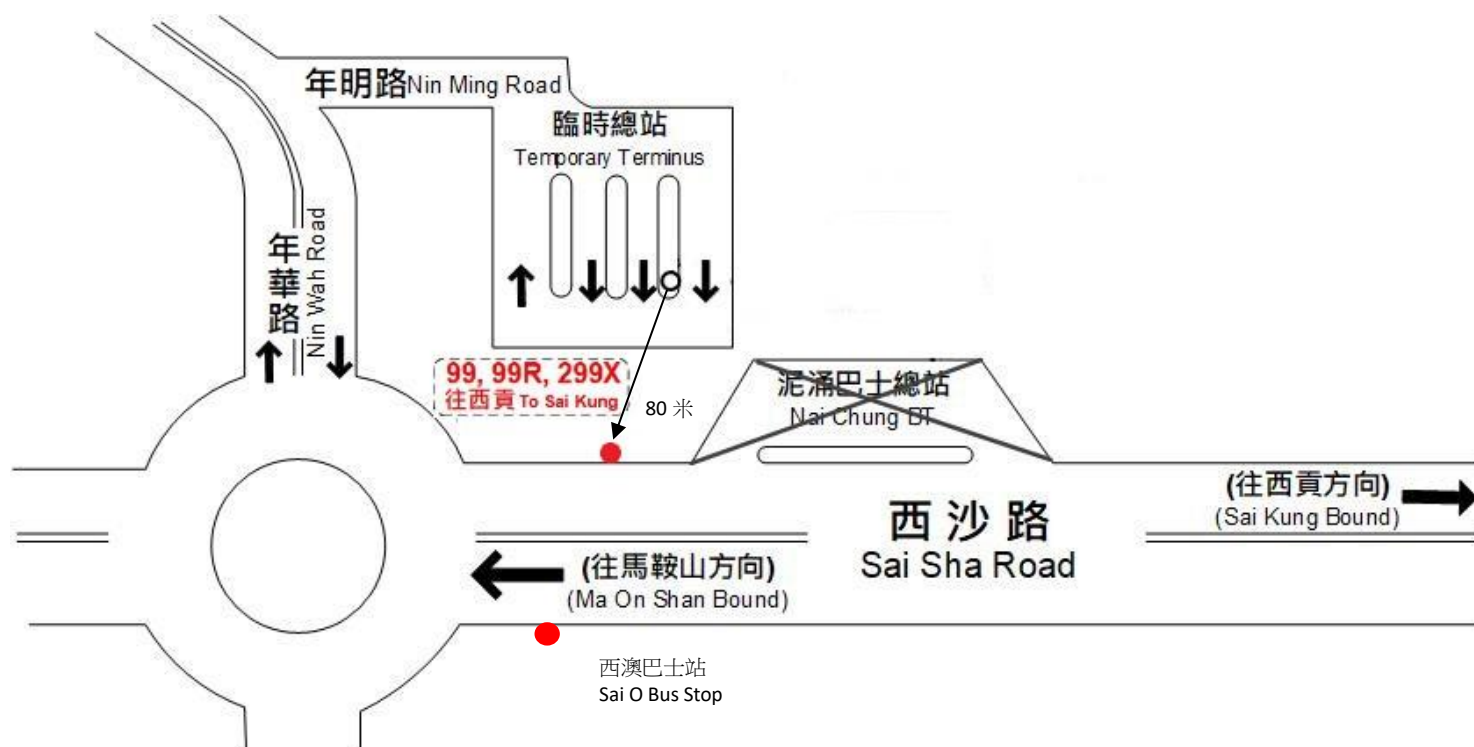 年明路Nin Ming Road
臨時總站
Temporary Terminus
年華路
Nin Wah Road
99, 99R, 299X
往西貢 To Sai Kung
80 米
泥涌巴士總站
Nai Chung BT
(往西貢方向)
(Sai Kung Bound)
西沙路
Sai Sha Road
(往馬鞍山方向)
(Ma On Shan Bound)
西澳巴士站
Sai O Bus Stop